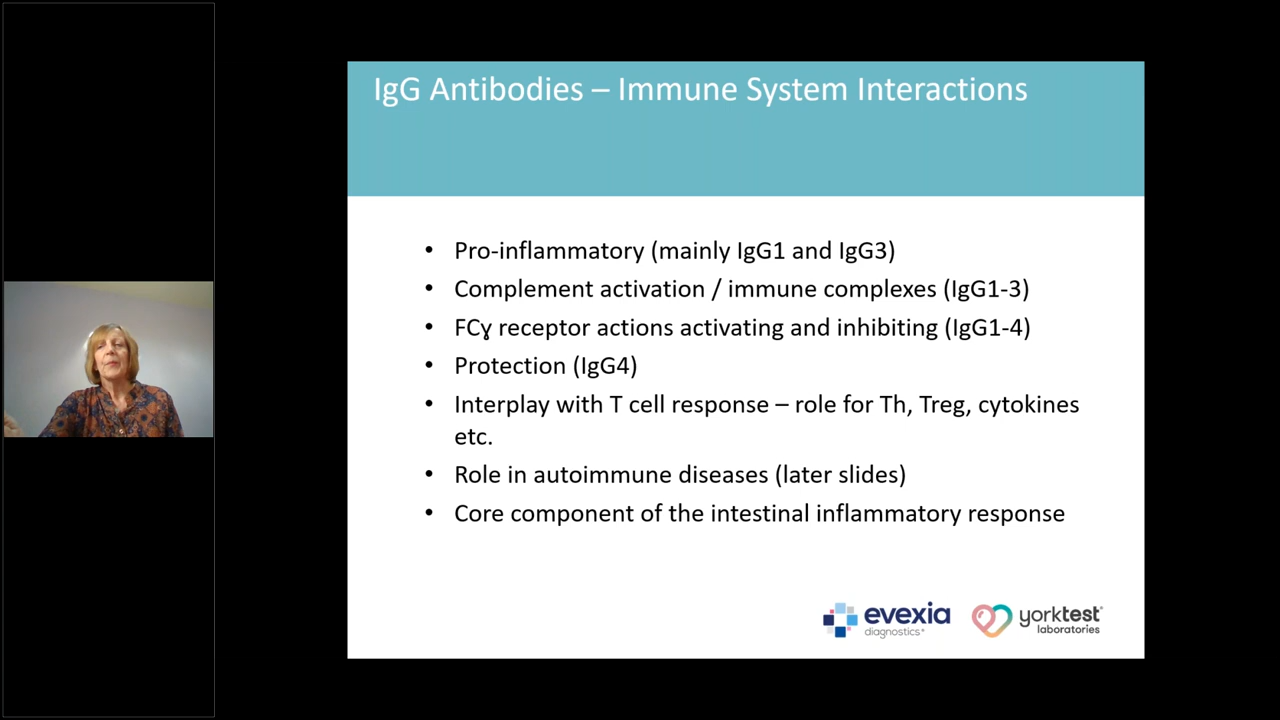 IgG Antibodies – Immune System Interactions
• Pro-inflammatory (mainly IgG1 and IgG3)
• Complement activation / immune complexes (IgG1-3)
• FCɣ receptor actions activating and inhibiting (IgG1-4)
• Protection (IgG4)
• Interplay with T cell response – role for Th, Treg, cytokines
etc.
• Role in autoimmune diseases (later slides)
• Core component of the intestinal inflammatory response
evexia
diagnostics
yorktest
laboratories